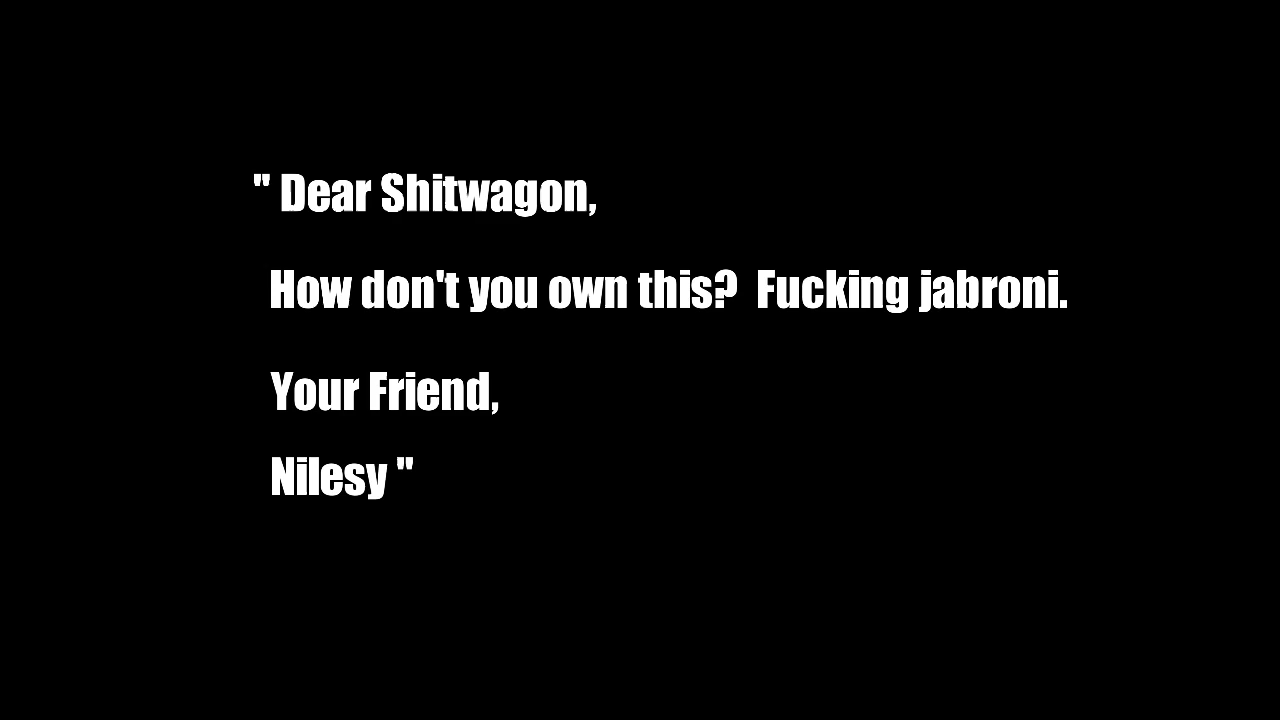 " Dear Shitwagon,
How don't you own this?  Fucking jabroni.
Your Friend,
Nilesy "